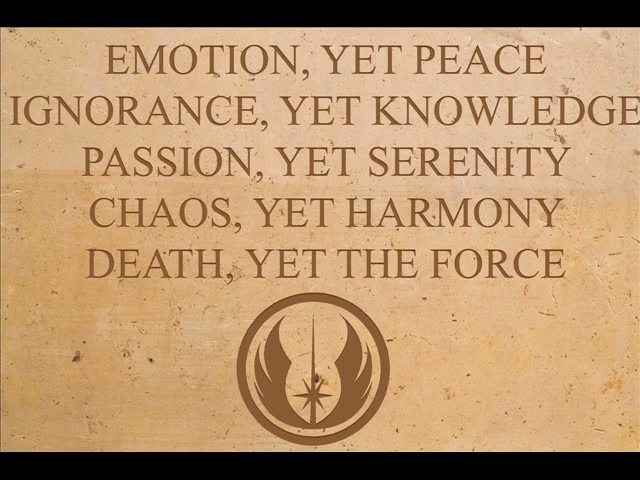 EMOTION, YET PEACE
IGNORANCE, YET KNOWLEDGE
PASSION, YET SERENITY
CHAOS, YET HARMONY
DEATH, YET THE FORCE